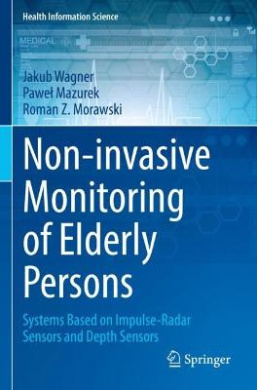 Health Information Science
MEDICAL
Jakub Wagner
Paweł Mazurek
Roman Z. Morawski
Non-invasive
Monitoring
of Elderly
Persons
Systems Based on Impulse-Radar
Sensors and Depth Sensors
Springer